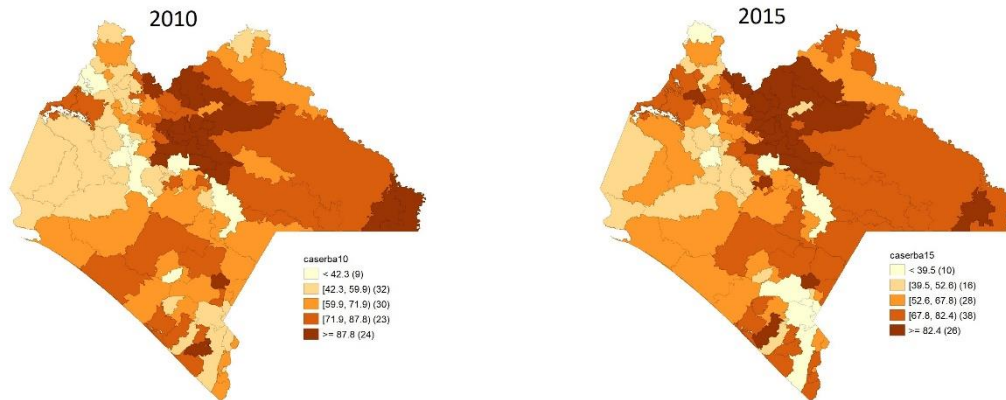 2010
caserba10
< 42.3 (9)
[42.3, 59.9) (32)
[59.9, 71.9) (30)
[71.9, 87.8) (23)
>= 87.8 (24)
2015
caserba15
< 39.5 (10)
[39.5, 52.6) (16)
[52.6, 67.8) (28)
[67.8, 82.4) (38)
>= 82.4 (26)